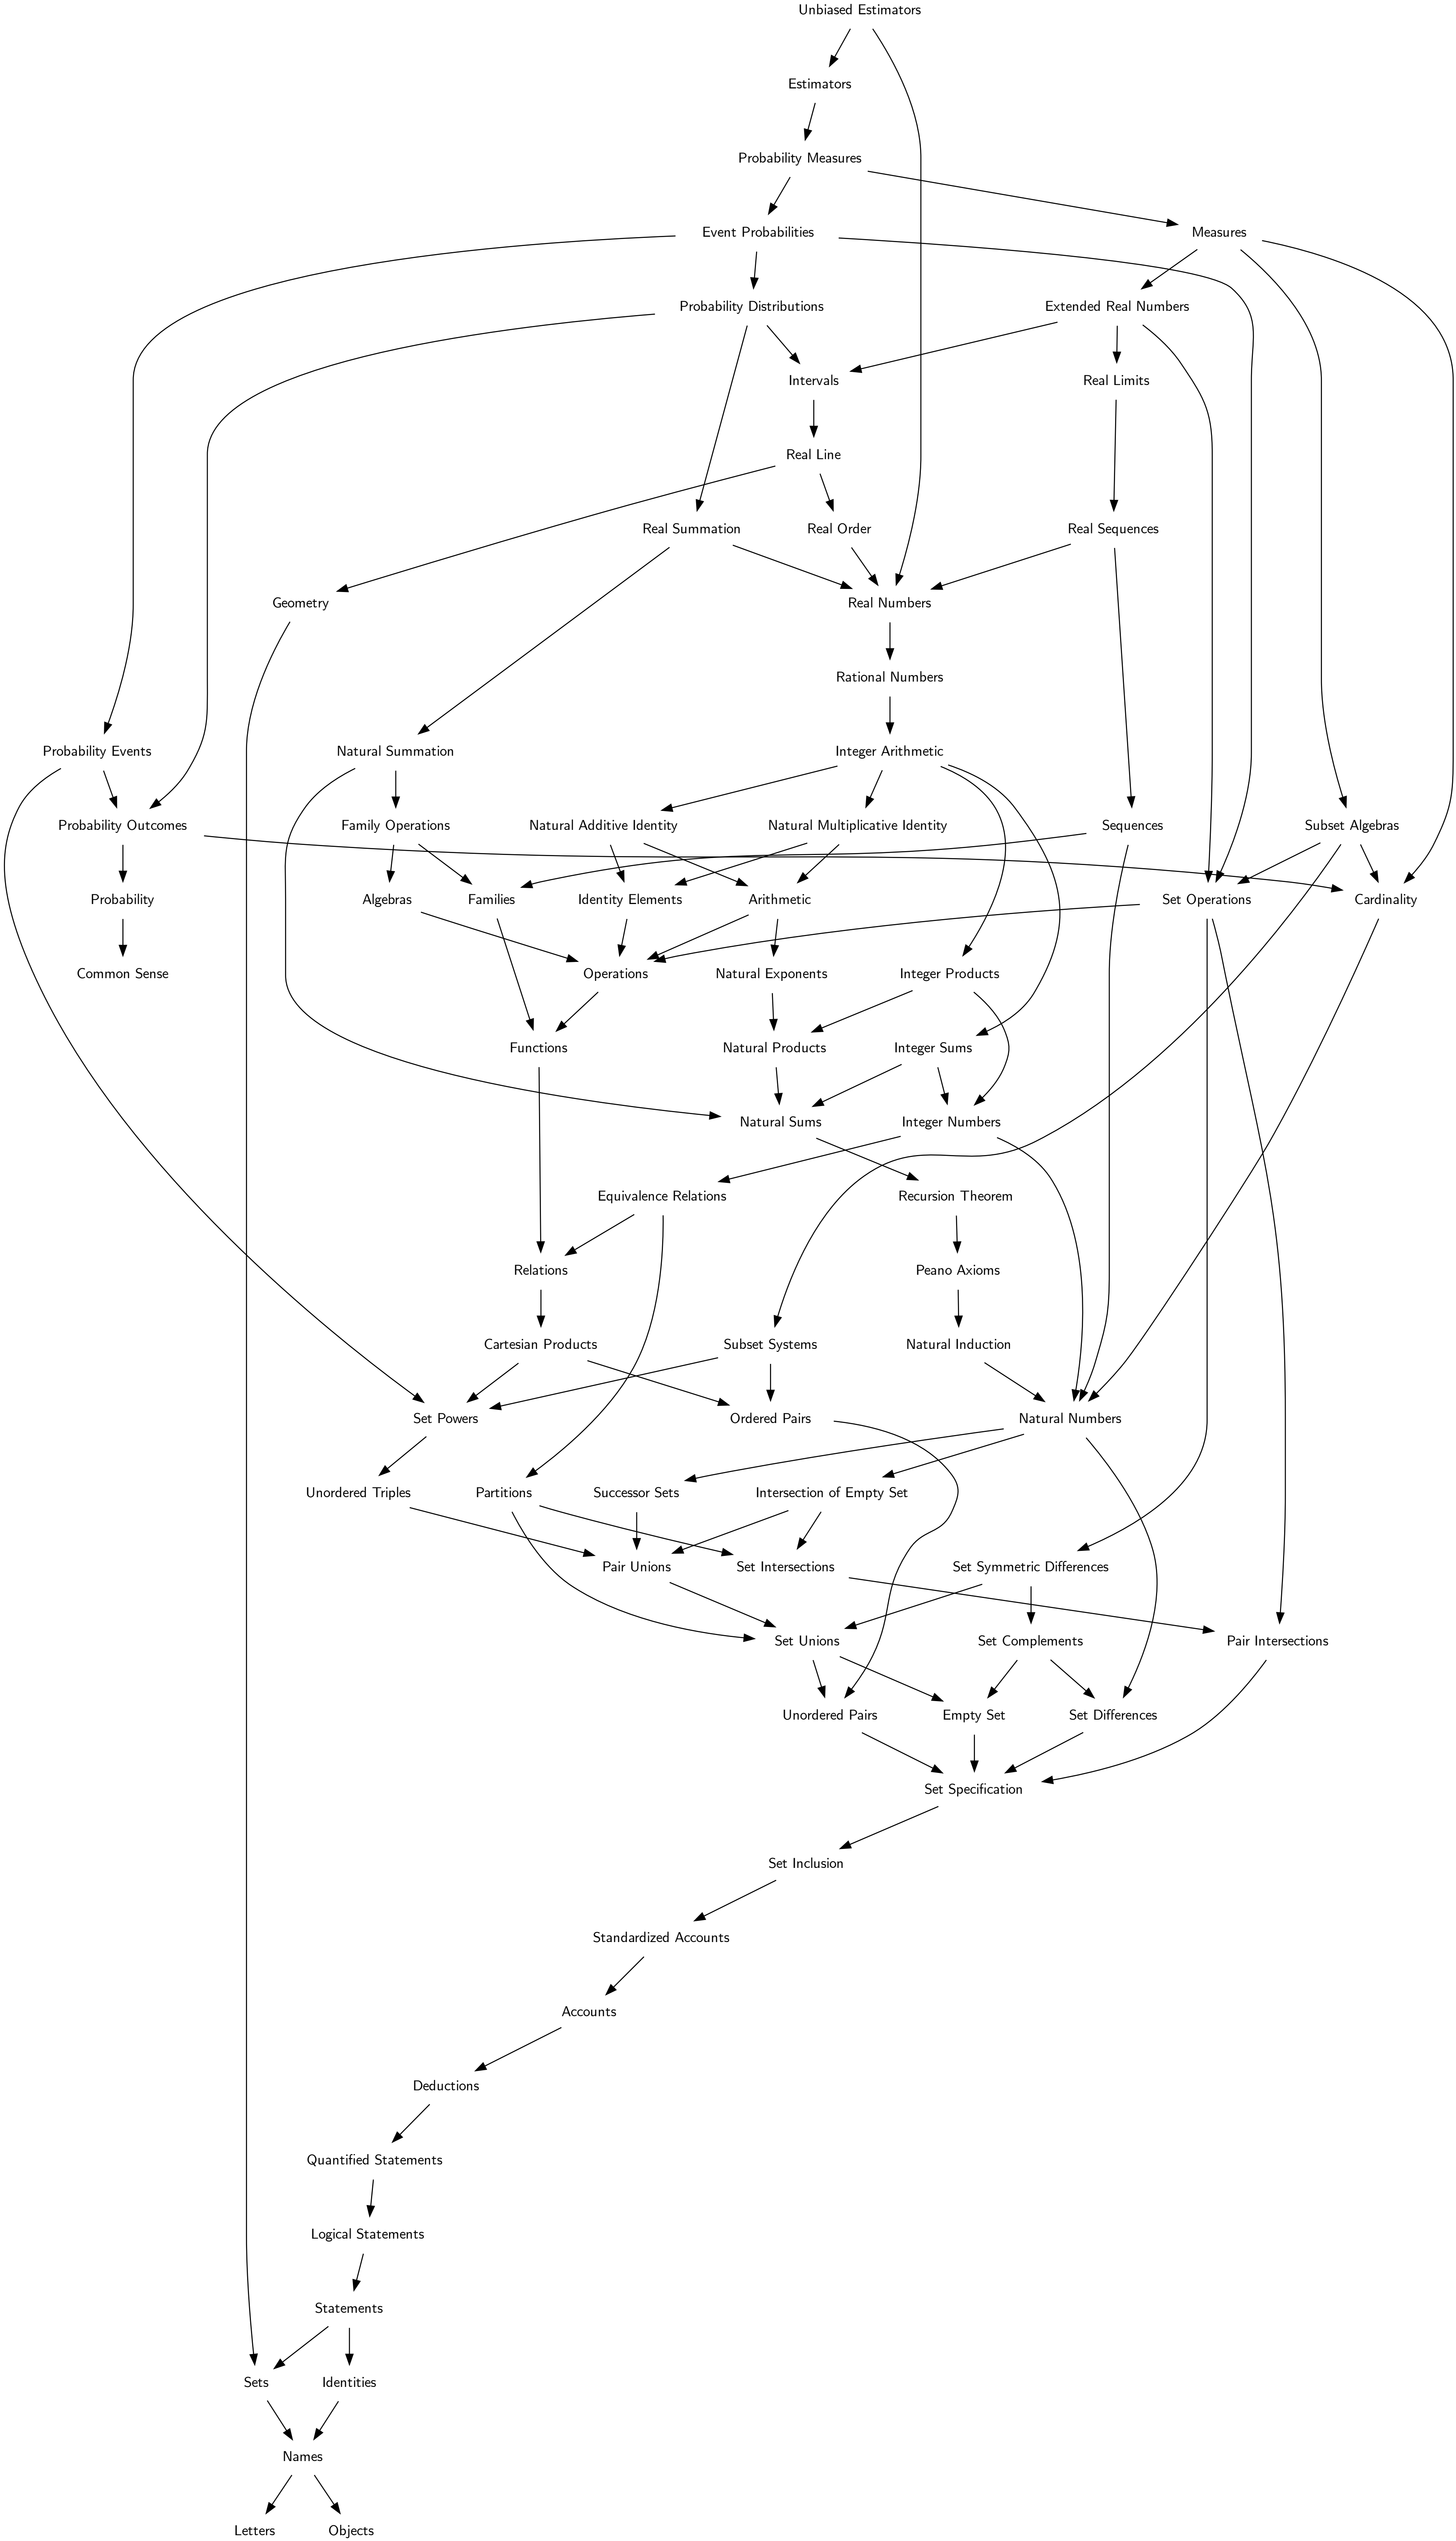 Unbiased Estimators
Estimators
Probability Measures
Event Probabilities
Measures
Probability Distributions
Extended Real Numbers
Intervals
Real Limits
Real Line
Real Summation
Real Order
Real Sequences
Geometry
Real Numbers
Rational Numbers
Probability Events
Natural Summation
Integer Arithmetic
Probability Outcomes
Family Operations
Natural Additive Identity
Natural Multiplicative Identity
Sequences
Subset Algebras
Probability
Algebras
Families
Identity Elements
Arithmetic
Set Operations
Cardinality
Common Sense
Operations
Natural Exponents
Integer Products
Functions
Natural Products
Integer Sums
Natural Sums
Integer Numbers
Equivalence Relations
Recursion Theorem
Relations
Peano Axioms
Cartesian Products
Subset Systems
Natural Induction
Set Powers
Ordered Pairs
Natural Numbers
Unordered Triples
Partitions
Successor Sets
Intersection of Empty Set
Pair Unions
Set Intersections
Set Symmetric Differences
Set Unions
Set Complements
Pair Intersections
Unordered Pairs
Empty Set
Set Differences
Set Specification
Set Inclusion
Standardized Accounts
Accounts
Deductions
Quantified Statements
Logical Statements
Statements
Sets
Identities
Names
Letters
Objects